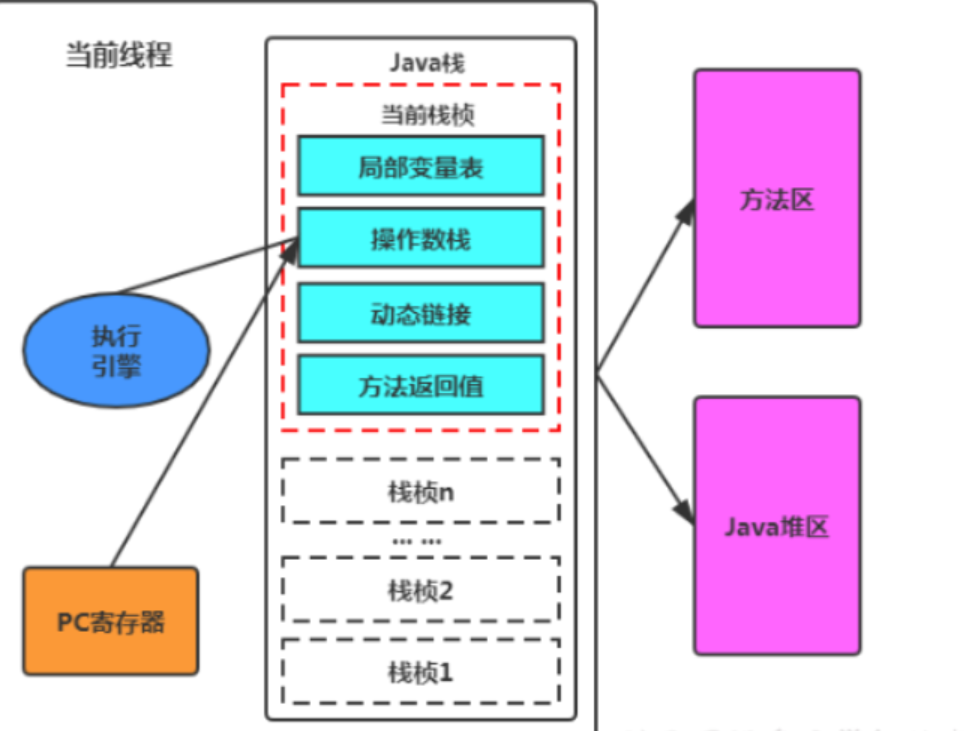 当前线程
Java栈
当前栈桢
局部变量表
操作数栈
动态链接
方法返回值
执行
引擎
栈桢n
... ...
栈桢2
PC寄存器
栈桢1
方法区
Java堆区